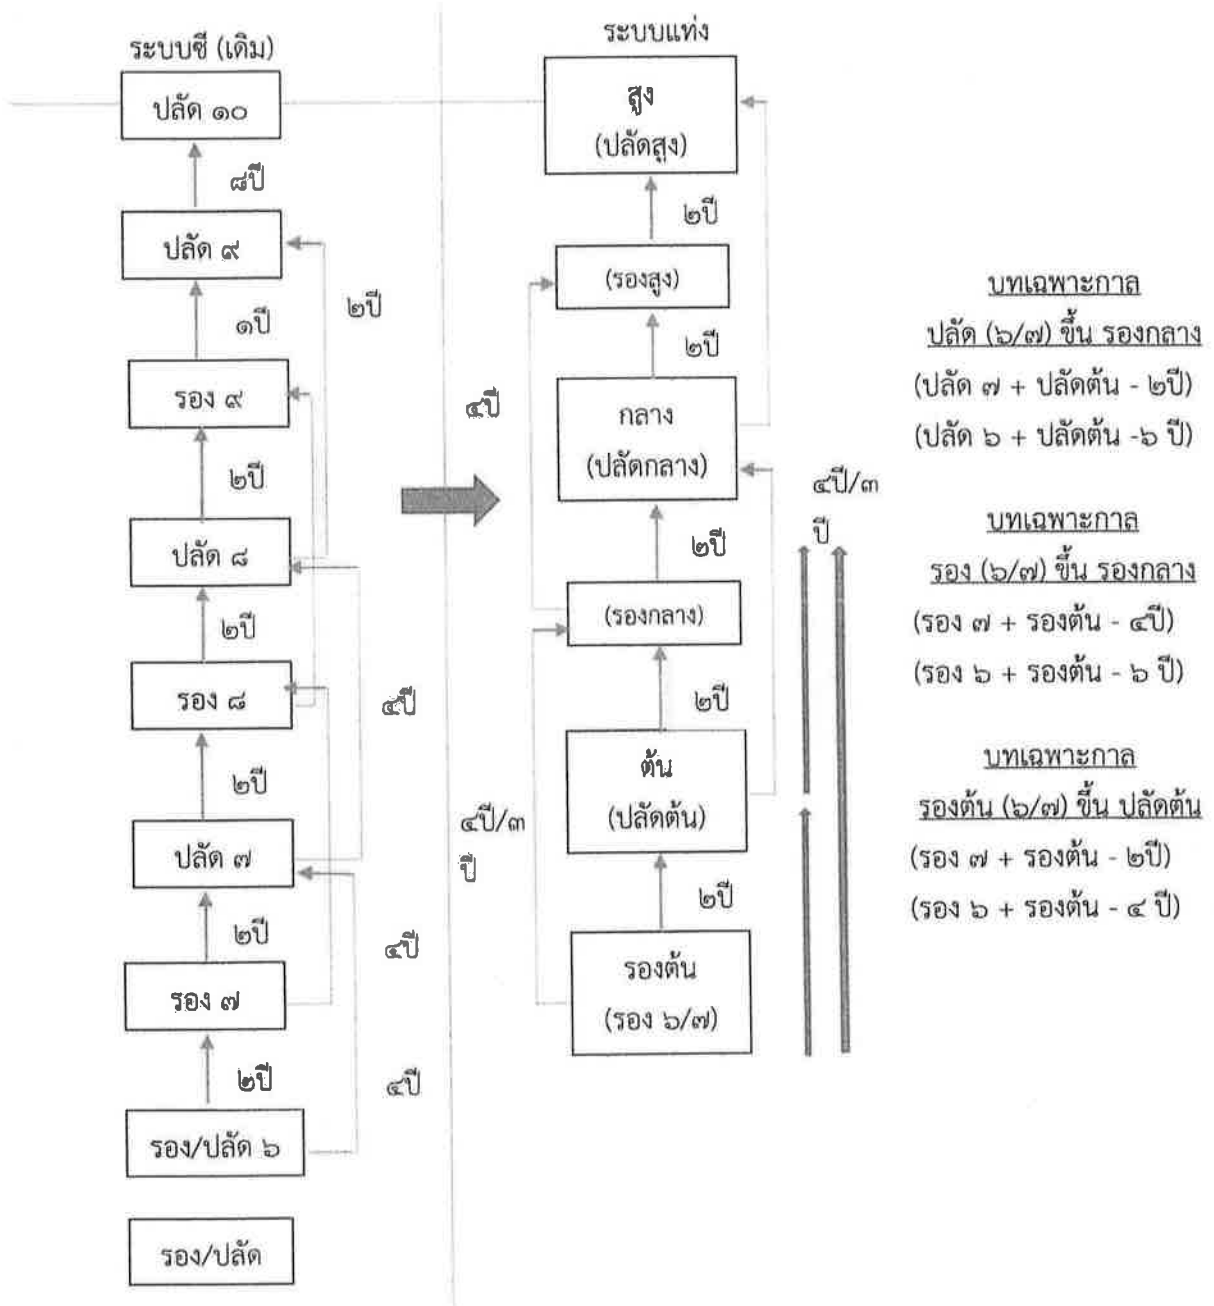 ระบบซี (เดิม)
ปลัด ๑๐
๘ปี
ปลัด ๙
๒ปี
๑ปี
รอง ๙
๒ปี
ปลัด ๘
๒ปี
รอง ๘
๔ปี
๒ปี
ปลัด ๗
๒ปี
๔ปี
รอง ๗
๒ปี
๔ปี
รอง/ปลัด ๖
รอง/ปลัด
ระบบแท่ง
สูง
(ปลัดสูง)
๒ปี
(รองสูง)
๒ปี
๔ปี
กลาง
(ปลัดกลาง)
๔ปี/๓
ปี
๒ปี
(รองกลาง)
๒ปี
ต้น
(ปลัดต้น)
๔ปี/๓
ปี
๒ปี
รองต้น
(รอง ๖/๗)
บทเฉพาะกาล
ปลัด (๖/๗) ขึ้น รองกลาง
(ปลัด ๗ + ปลัดต้น - ๒ปี)
(ปลัด ๖ + ปลัดต้น -๖ ปี)
บทเฉพาะกาล
รอง (๖/๗) ขึ้น รองกลาง
(รอง ๗ + รองต้น - ๔ปี)
(รอง ๖ + รองต้น - ๖ ปี)
บทเฉพาะกาล
รองต้น (๖/๗) ขึ้น ปลัดต้น
(รอง ๗ + รองต้น - ๒ปี)
(รอง ๖ + รองต้น - ๔ ปี)